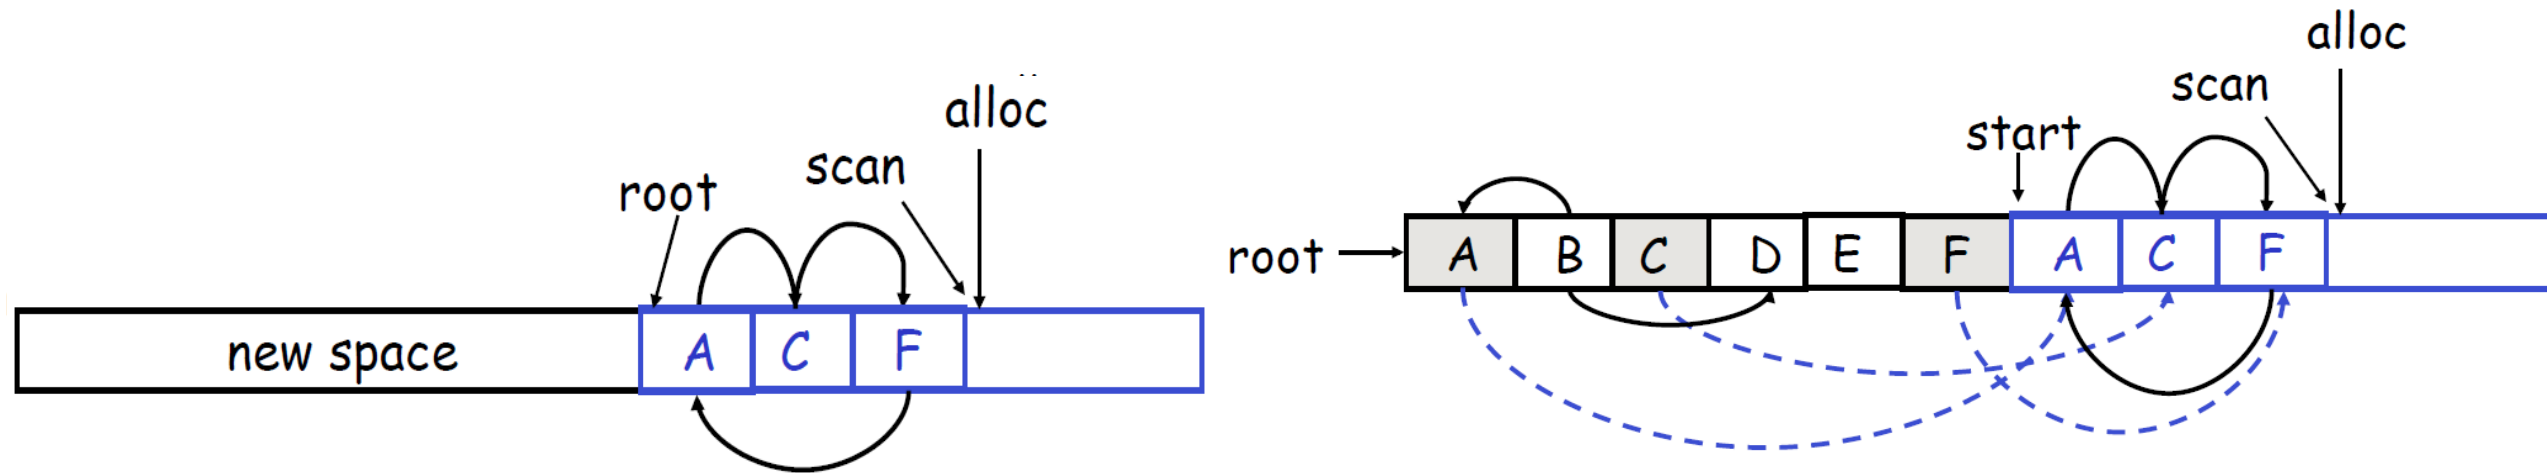 alloc
scan
root
new space
A C F
alloc
scan
start
root
A B C D E F A C F